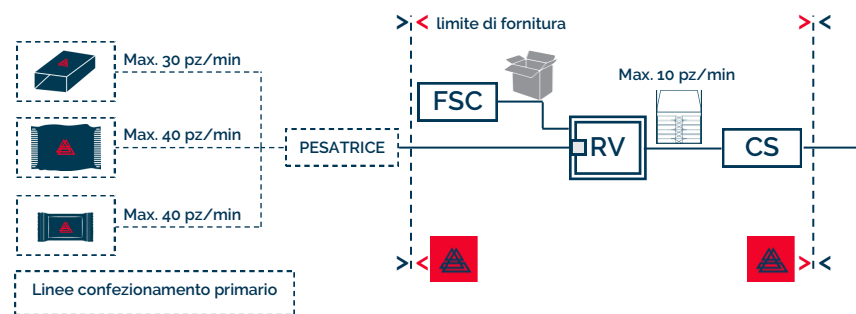 limite di fornitura
Max. 30 pz/min
Max. 40 pz/min
Max. 40 pz/min
PESATRICE
FSC
RV
Max. 10 pz/min
CS
Linee confezionamento primario